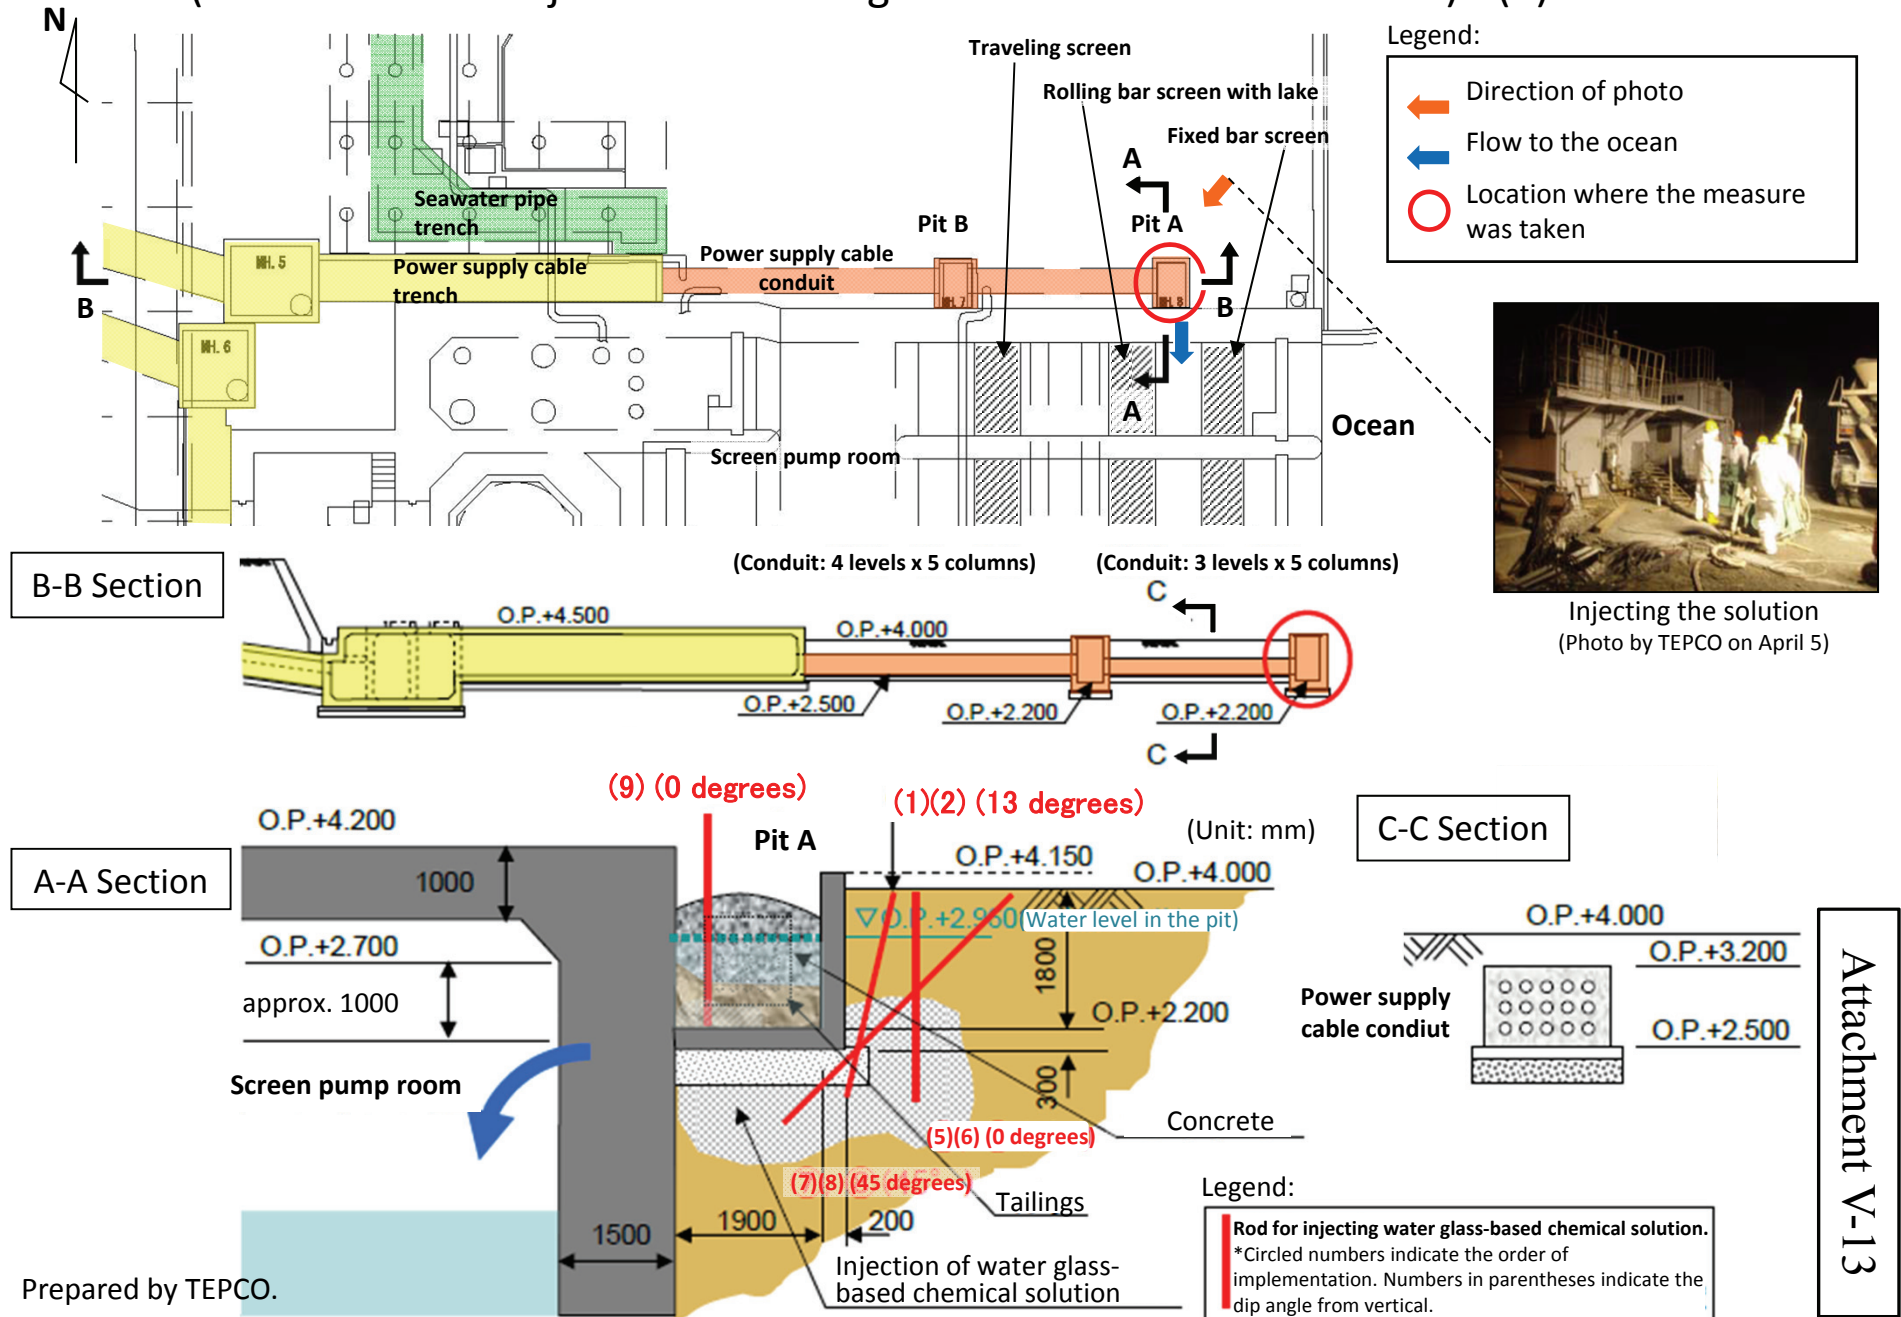 N
Traveling screen
Rolling bar screen with lake
Fixed bar screen
A
Pit B
Pit A
Seawater pipe
trench
Power supply cable
conduit
Power supply cable
trench
MH. 5
MH. 6
MH. 7
MH. 8
B
B
A
Screen pump room
Ocean
Legend:
Direction of photo
Flow to the ocean
Location where the measure
was taken
Injecting the solution
(Photo by TEPCO on April 5)
B-B Section
(Conduit: 4 levels x 5 columns)
(Conduit: 3 levels x 5 columns)
C
O.P.+4.500
O.P.+4.000
O.P.+2.500
O.P.+2.200
O.P.+2.200
C
A-A Section
(9) (0 degrees)
(1)(2) (13 degrees)
Pit A
(Unit: mm)
O.P.+4.200
1000
O.P.+4.150
O.P.+4.000
(Water level in the pit)
O.P.+2.700
approx. 1000
1800
O.P.+2.200
300
Screen pump room
Concrete
(5)(6) (0 degrees)
(7)(8) (45 degrees)
Tailings
1500
1900
200
Injection of water glass-
based chemical solution
C-C Section
O.P.+4.000
O.P.+3.200
Power supply
cable condiut
O.P.+2.500
Legend:
Rod for injecting water glass-based chemical solution.
*Circled numbers indicate the order of
implementation. Numbers in parentheses indicate the
dip angle from vertical.
Attachment V-13
Prepared by TEPCO.